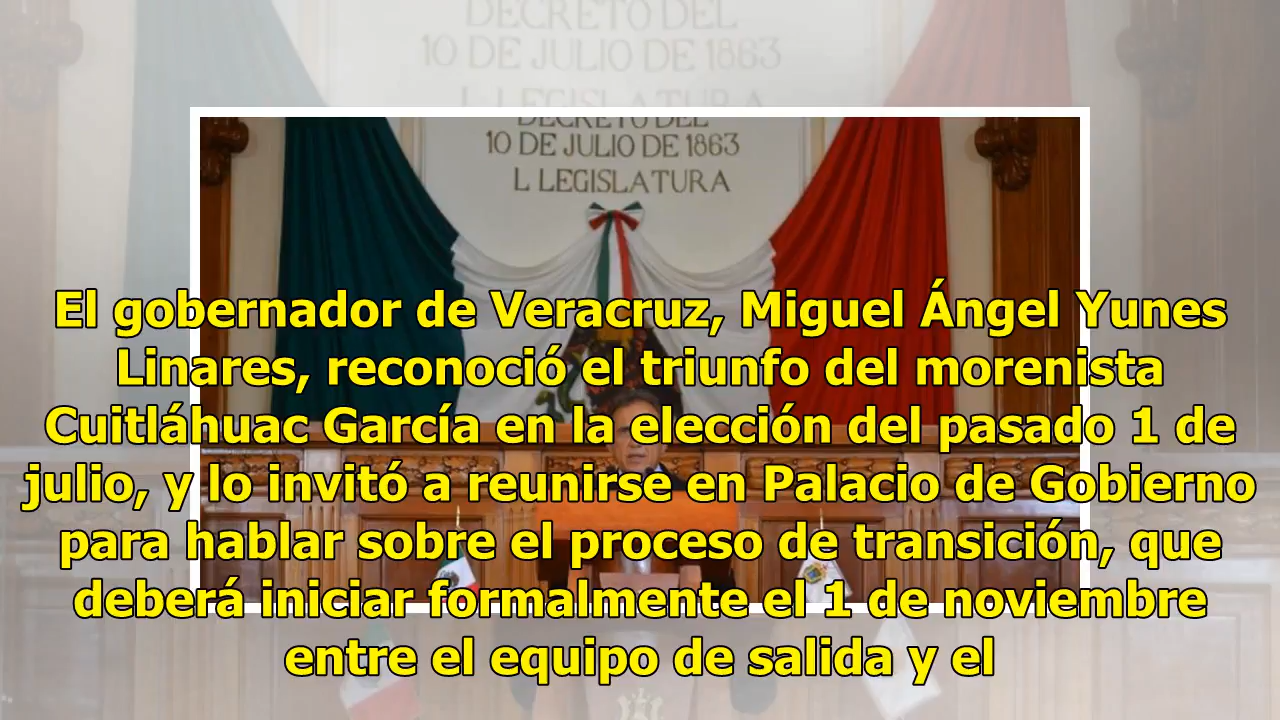 DECRETO DEL
10 DE JULIO DE 1863
L LEGISLATURA
DECRETO DEL
10 DE JULIO DE 1863
L LEGISLATURA
El gobernador de Veracruz, Miguel Ángel Yunes
Linares, reconoció el triunfo del morenista
Cuitláhuac García en la elección del pasado 1 de
julio, y lo invitó a reunirse en Palacio de Gobierno
para hablar sobre el proceso de transición, que
deberá iniciar formalmente el 1 de noviembre
entre el equipo de salida y el